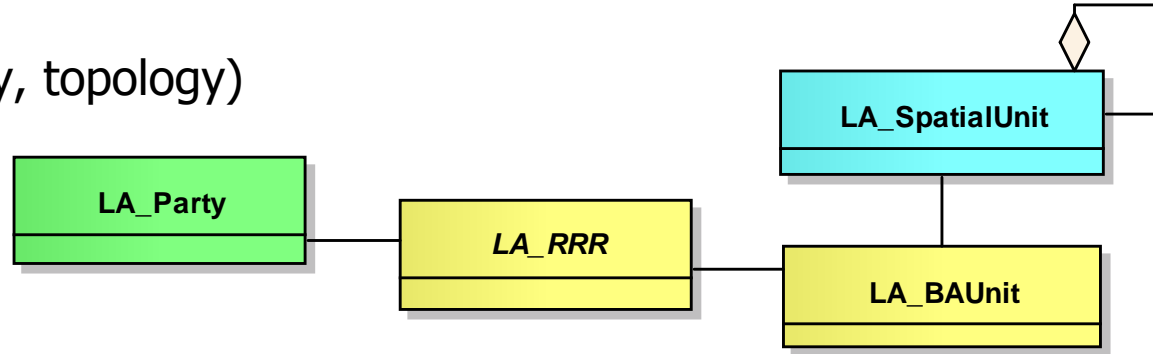 , topology)
LA_SpatialUnit
LA_Party
LA_RRR
LA_BAUnit